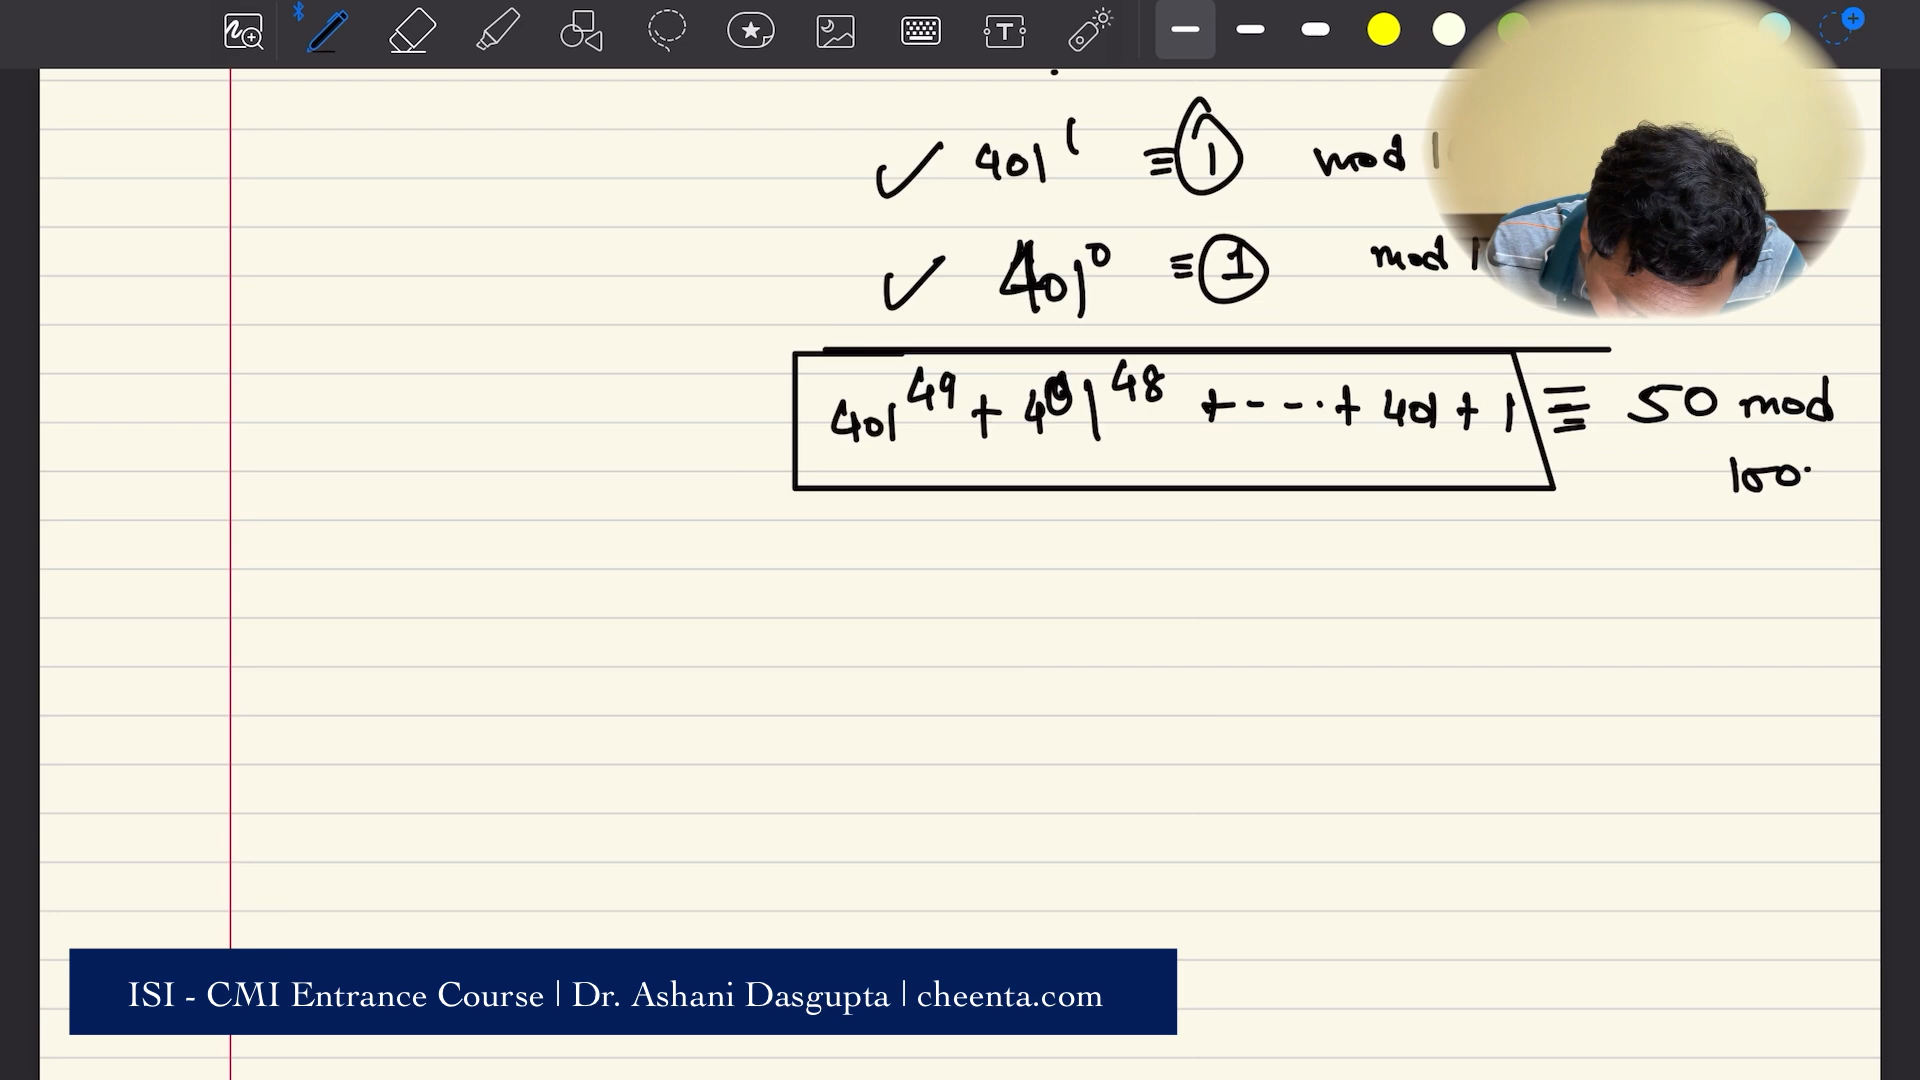 ✓ 401¹ ≡ 1 mod 1
✓ 401⁰ ≡ 1 mod 1
401⁴⁹ + 401⁴⁸ + - - · + 401 + 1 ≡ 50 mod
100·
ISI - CMI Entrance Course | Dr. Ashani Dasgupta | cheenta.com